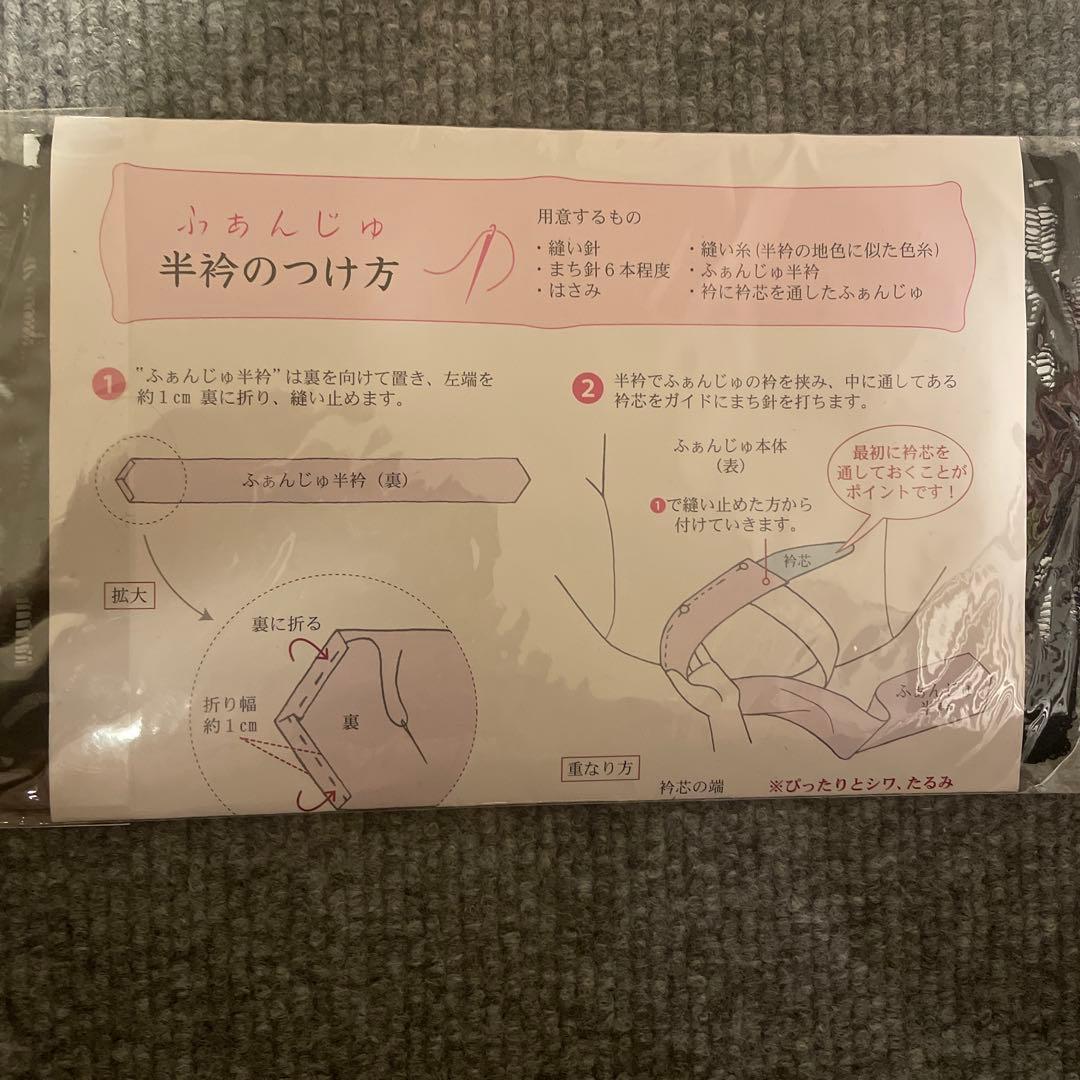 ふぁんじゅ
半衿のつけ方
用意するもの
・縫い針
・まち針６本程度
・はさみ
・縫い糸(半衿の地色に似た色糸)
・ふぁんじゅ半衿
・衿に衿芯を通したふぁんじゅ
1 "ふぁんじゅ半衿"は裏を向けて置き、左端を
約１㎝ 裏に折り、縫い止めます。
ふぁんじゅ半衿（裏）
拡大
裏に折る
折り幅
約１㎝
裏
2 半衿でふぁんじゅの衿を挟み、中に通してある
衿芯をガイドにまち針を打ちます。
ふぁんじゅ本体
（表）
最初に衿芯を
通しておくことが
ポイントです！
1で縫い止めた方から
付けていきます。
衿芯
ふぁんじゅ
半衿
重なり方
衿芯の端
※ぴったりとシワ、たるみ